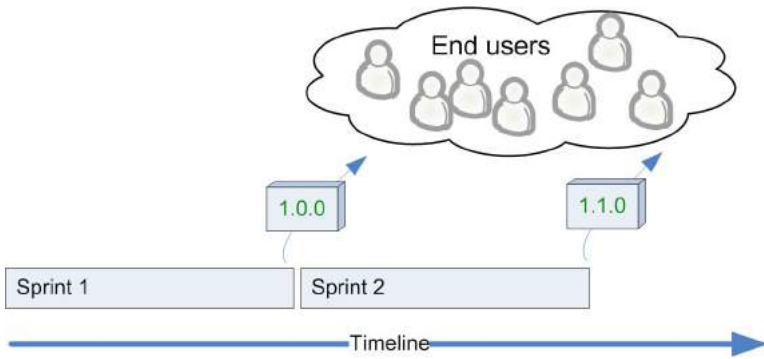 End users
1.0.0
1.1.0
Sprint 1
Sprint 2
Timeline